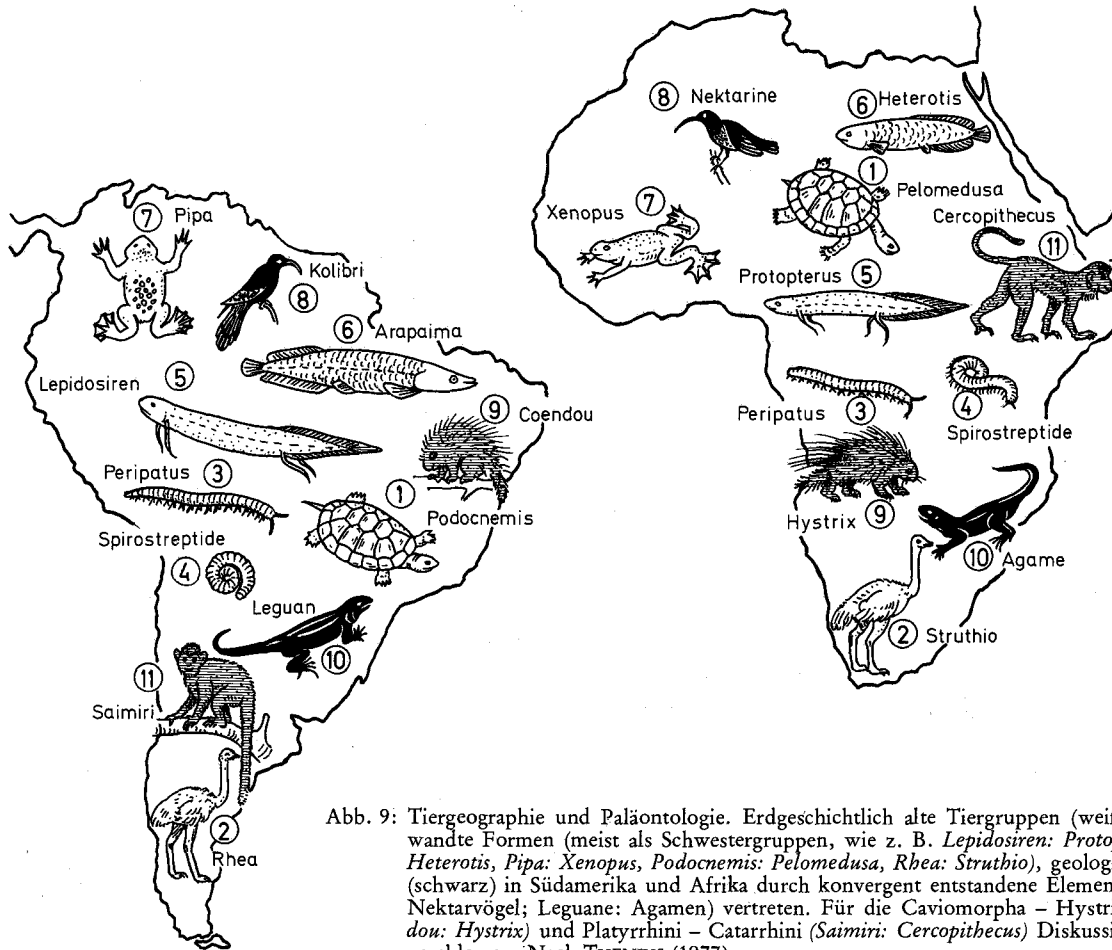 ⑦ Pipa
Kolibri
⑧
⑥ Arapaima
Lepidosiren ⑤
⑨ Coendou
Peripatus ③
① Podocnemis
Spirostreptide
④
Leguan
⑩
⑪
Saimiri
②
Rhea
⑧ Nektarine
⑥ Heterotis
①
Pelomedusa
Xenopus ⑦
Cercopithecus
⑪
Protopterus ⑤
Peripatus ③
④
Spirostreptide
Hystrix ⑨
⑩ Agame
② Struthio
Abb. 9: Tiergeographie und Paläontologie. Erdgeschichtlich alte Tiergruppen
wandte Formen (meist als Schwestergruppen, wie z. B. Lepidosiren:
Heterotis, Pipa: Xenopus, Podocnemis: Pelomedusa, Rhea: Struthio),
(schwarz) in Südamerika und Afrika durch konvergent entstandene
Nektarvögel; Leguane: Agamen) vertreten. Für die Caviomorpha –
dou: Hystrix) und Platyrrhini – Catarrhini (Saimiri: Cercopithecus)